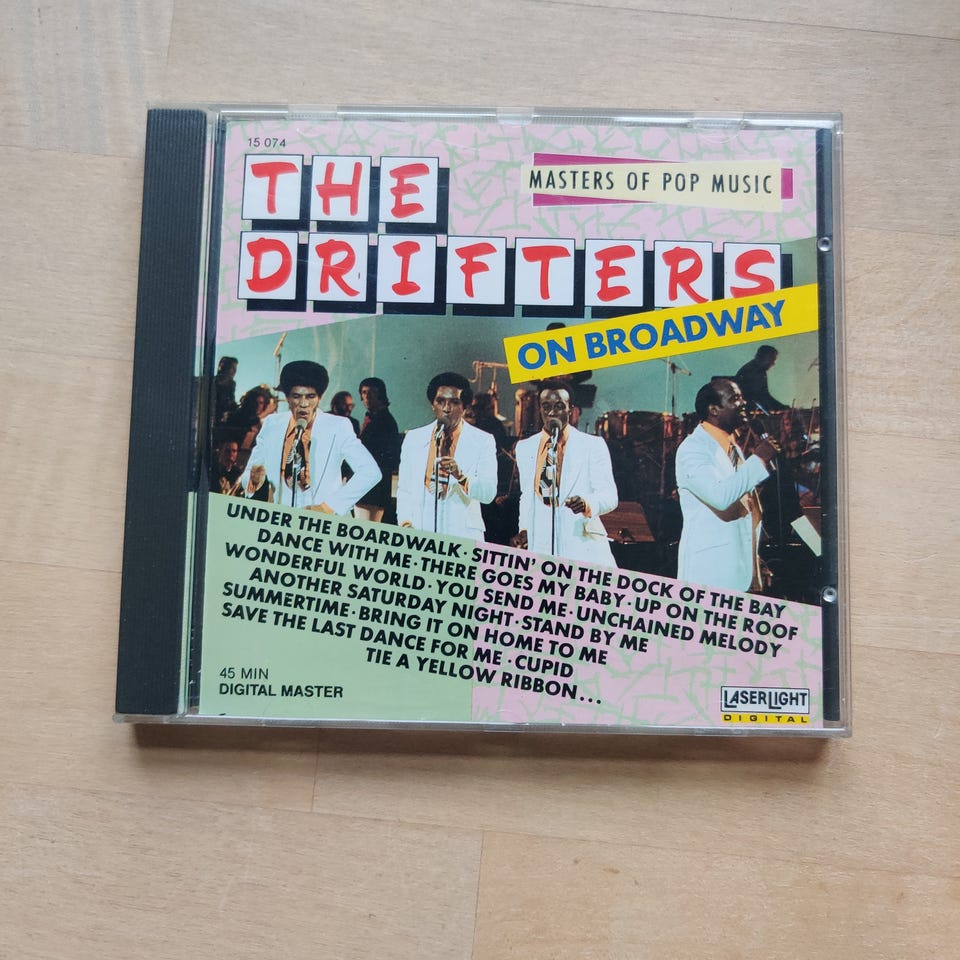 15 074
THE
MASTERS OF POP MUSIC
DRIFTERS
ON BROADWAY
UNDER THE BOARDWALK · SITTIN' ON THE DOCK OF THE BAY
DANCE WITH ME · THERE GOES MY BABY · UP ON THE ROOF
WONDERFUL WORLD · YOU SEND ME · UNCHAINED MELODY
ANOTHER SATURDAY NIGHT · STAND BY ME
SUMMERTIME · BRING IT ON HOME TO ME
SAVE THE LAST DANCE FOR ME · CUPID
TIE A YELLOW RIBBON...
45 MIN
DIGITAL MASTER
LASERLIGHT
DIGITAL